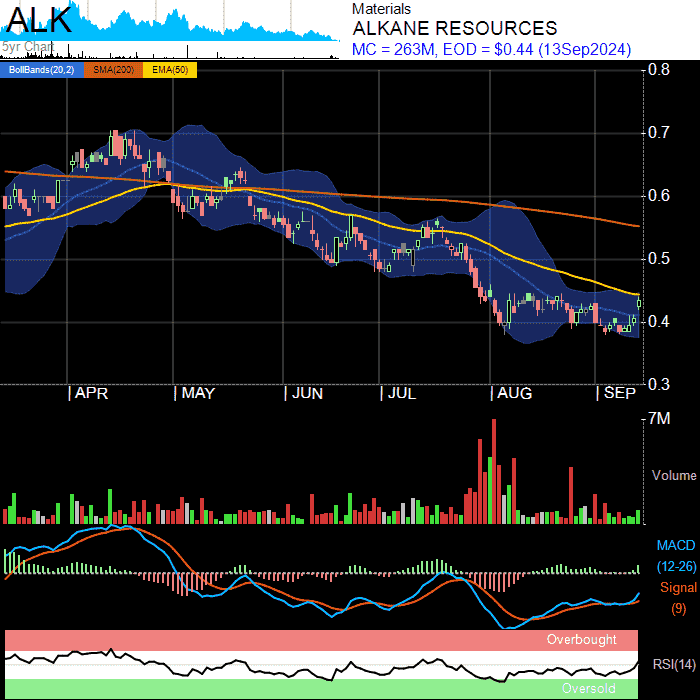 ALK
5yr Chart
Materials
ALKANE RESOURCES
MC = 263M, EOD = $0.44 (13Sep2024)
BollBands(20,2) SMA(200) EMA(50)
0.8
0.7
0.6
0.5
0.4
0.3
| APR | MAY | JUN | JUL | AUG | SEP
7M
Volume
MACD
(12-26)
Signal
(9)
Overbought
RSI(14)
Oversold